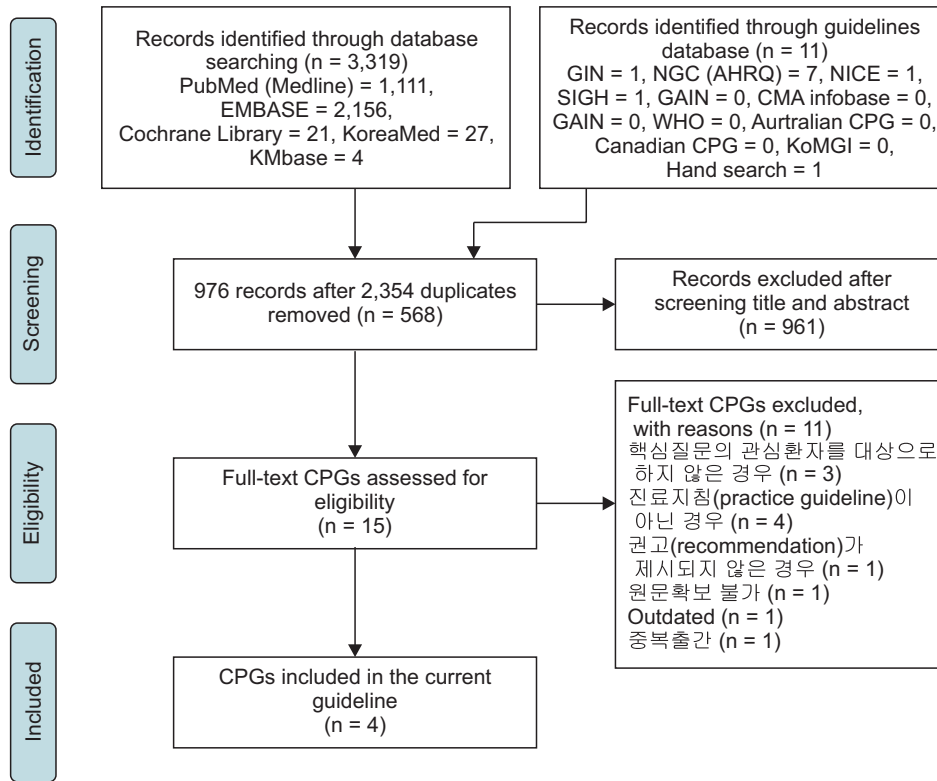 Identification
Records identified through database
searching (n = 3,319)
PubMed (Medline) = 1,111,
EMBASE = 2,156,
Cochrane Library = 21, KoreaMed = 27,
KMbase = 4
Records identified through guidelines
database (n = 11)
GIN = 1, NGC (AHRQ) = 7, NICE = 1,
SIGH = 1, GAIN = 0, CMA infobase = 0,
GAIN = 0, WHO = 0, Aurtralian CPG = 0,
Canadian CPG = 0, KoMGI = 0,
Hand search = 1
Screening
976 records after 2,354 duplicates
removed (n = 568)
Records excluded after
screening title and abstract
(n = 961)
Eligibility
Full-text CPGs assessed for
eligibility
(n = 15)
Full-text CPGs excluded,
with reasons (n = 11)
핵심질문의 관심환자를 대상으로
하지 않은 경우 (n = 3)
진료지침(practice guideline)이
아닌 경우 (n = 4)
권고(recommendation)가
제시되지 않은 경우 (n = 1)
원문확보 불가 (n = 1)
Outdated (n = 1)
중복출간 (n = 1)
Included
CPGs included in the current
guideline
(n = 4)